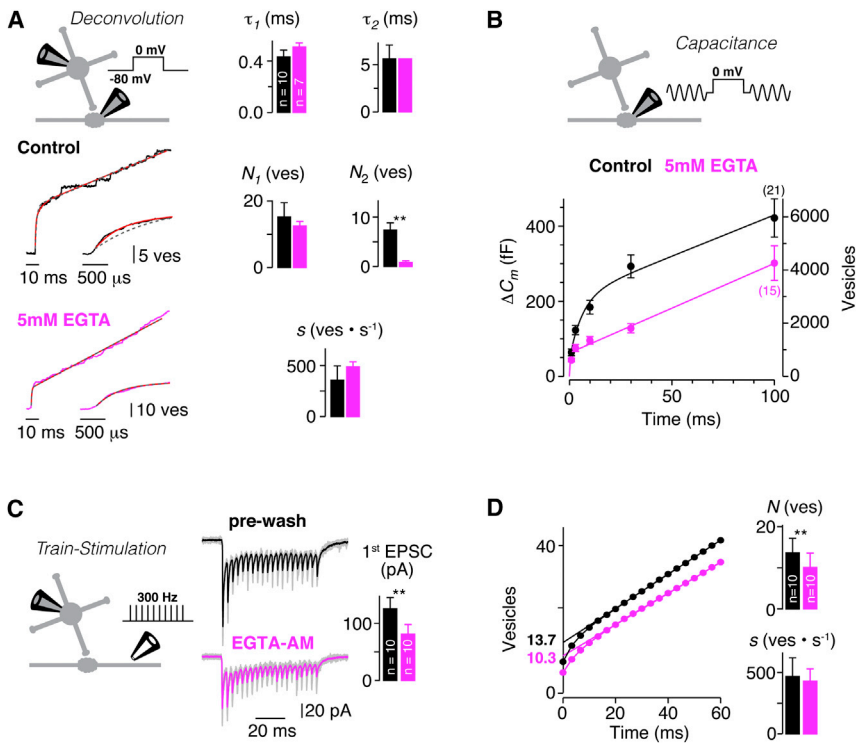 A
Deconvolution
0 mV
-80 mV
τ1 (ms)
0.4
0.0
n = 10
n = 7
τ2 (ms)
5
0
Control
5 ves
10 ms
500 µs
N1 (ves)
20
10
0
N2 (ves)
10
0
**
5mM EGTA
10 ves
10 ms
500 µs
s (ves • s-1)
500
0
B
Capacitance
0 mV
Control 5mM EGTA
ΔCm (fF)
400
200
0
(21)
(15)
6000
4000
2000
0
Vesicles
0
50
100
Time (ms)
C
Train-Stimulation
300 Hz
pre-wash
EGTA-AM
20 pA
20 ms
1st EPSC
(pA)
**
100
0
n = 10
n = 10
D
Vesicles
40
13.7
10.3
0
0
20
40
60
Time (ms)
N (ves)
20
0
**
n=10
n=10
s (ves • s-1)
500
0